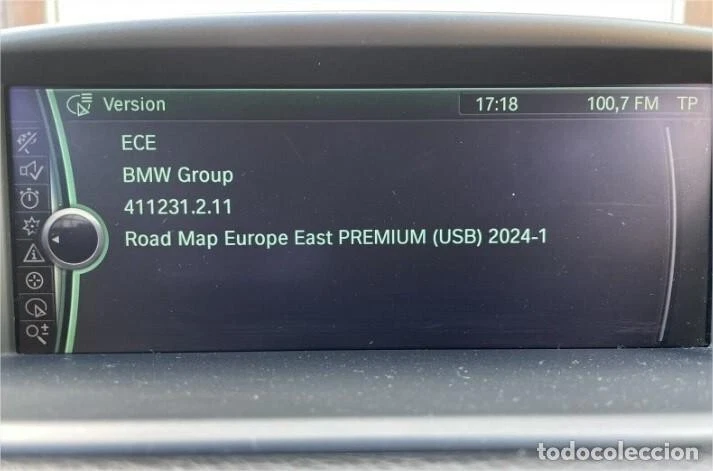 Version 17:18 100,7 FM TP
ECE
BMW Group
411231.2.11
Road Map Europe East PREMIUM (USB) 2024-1
todocoleccion